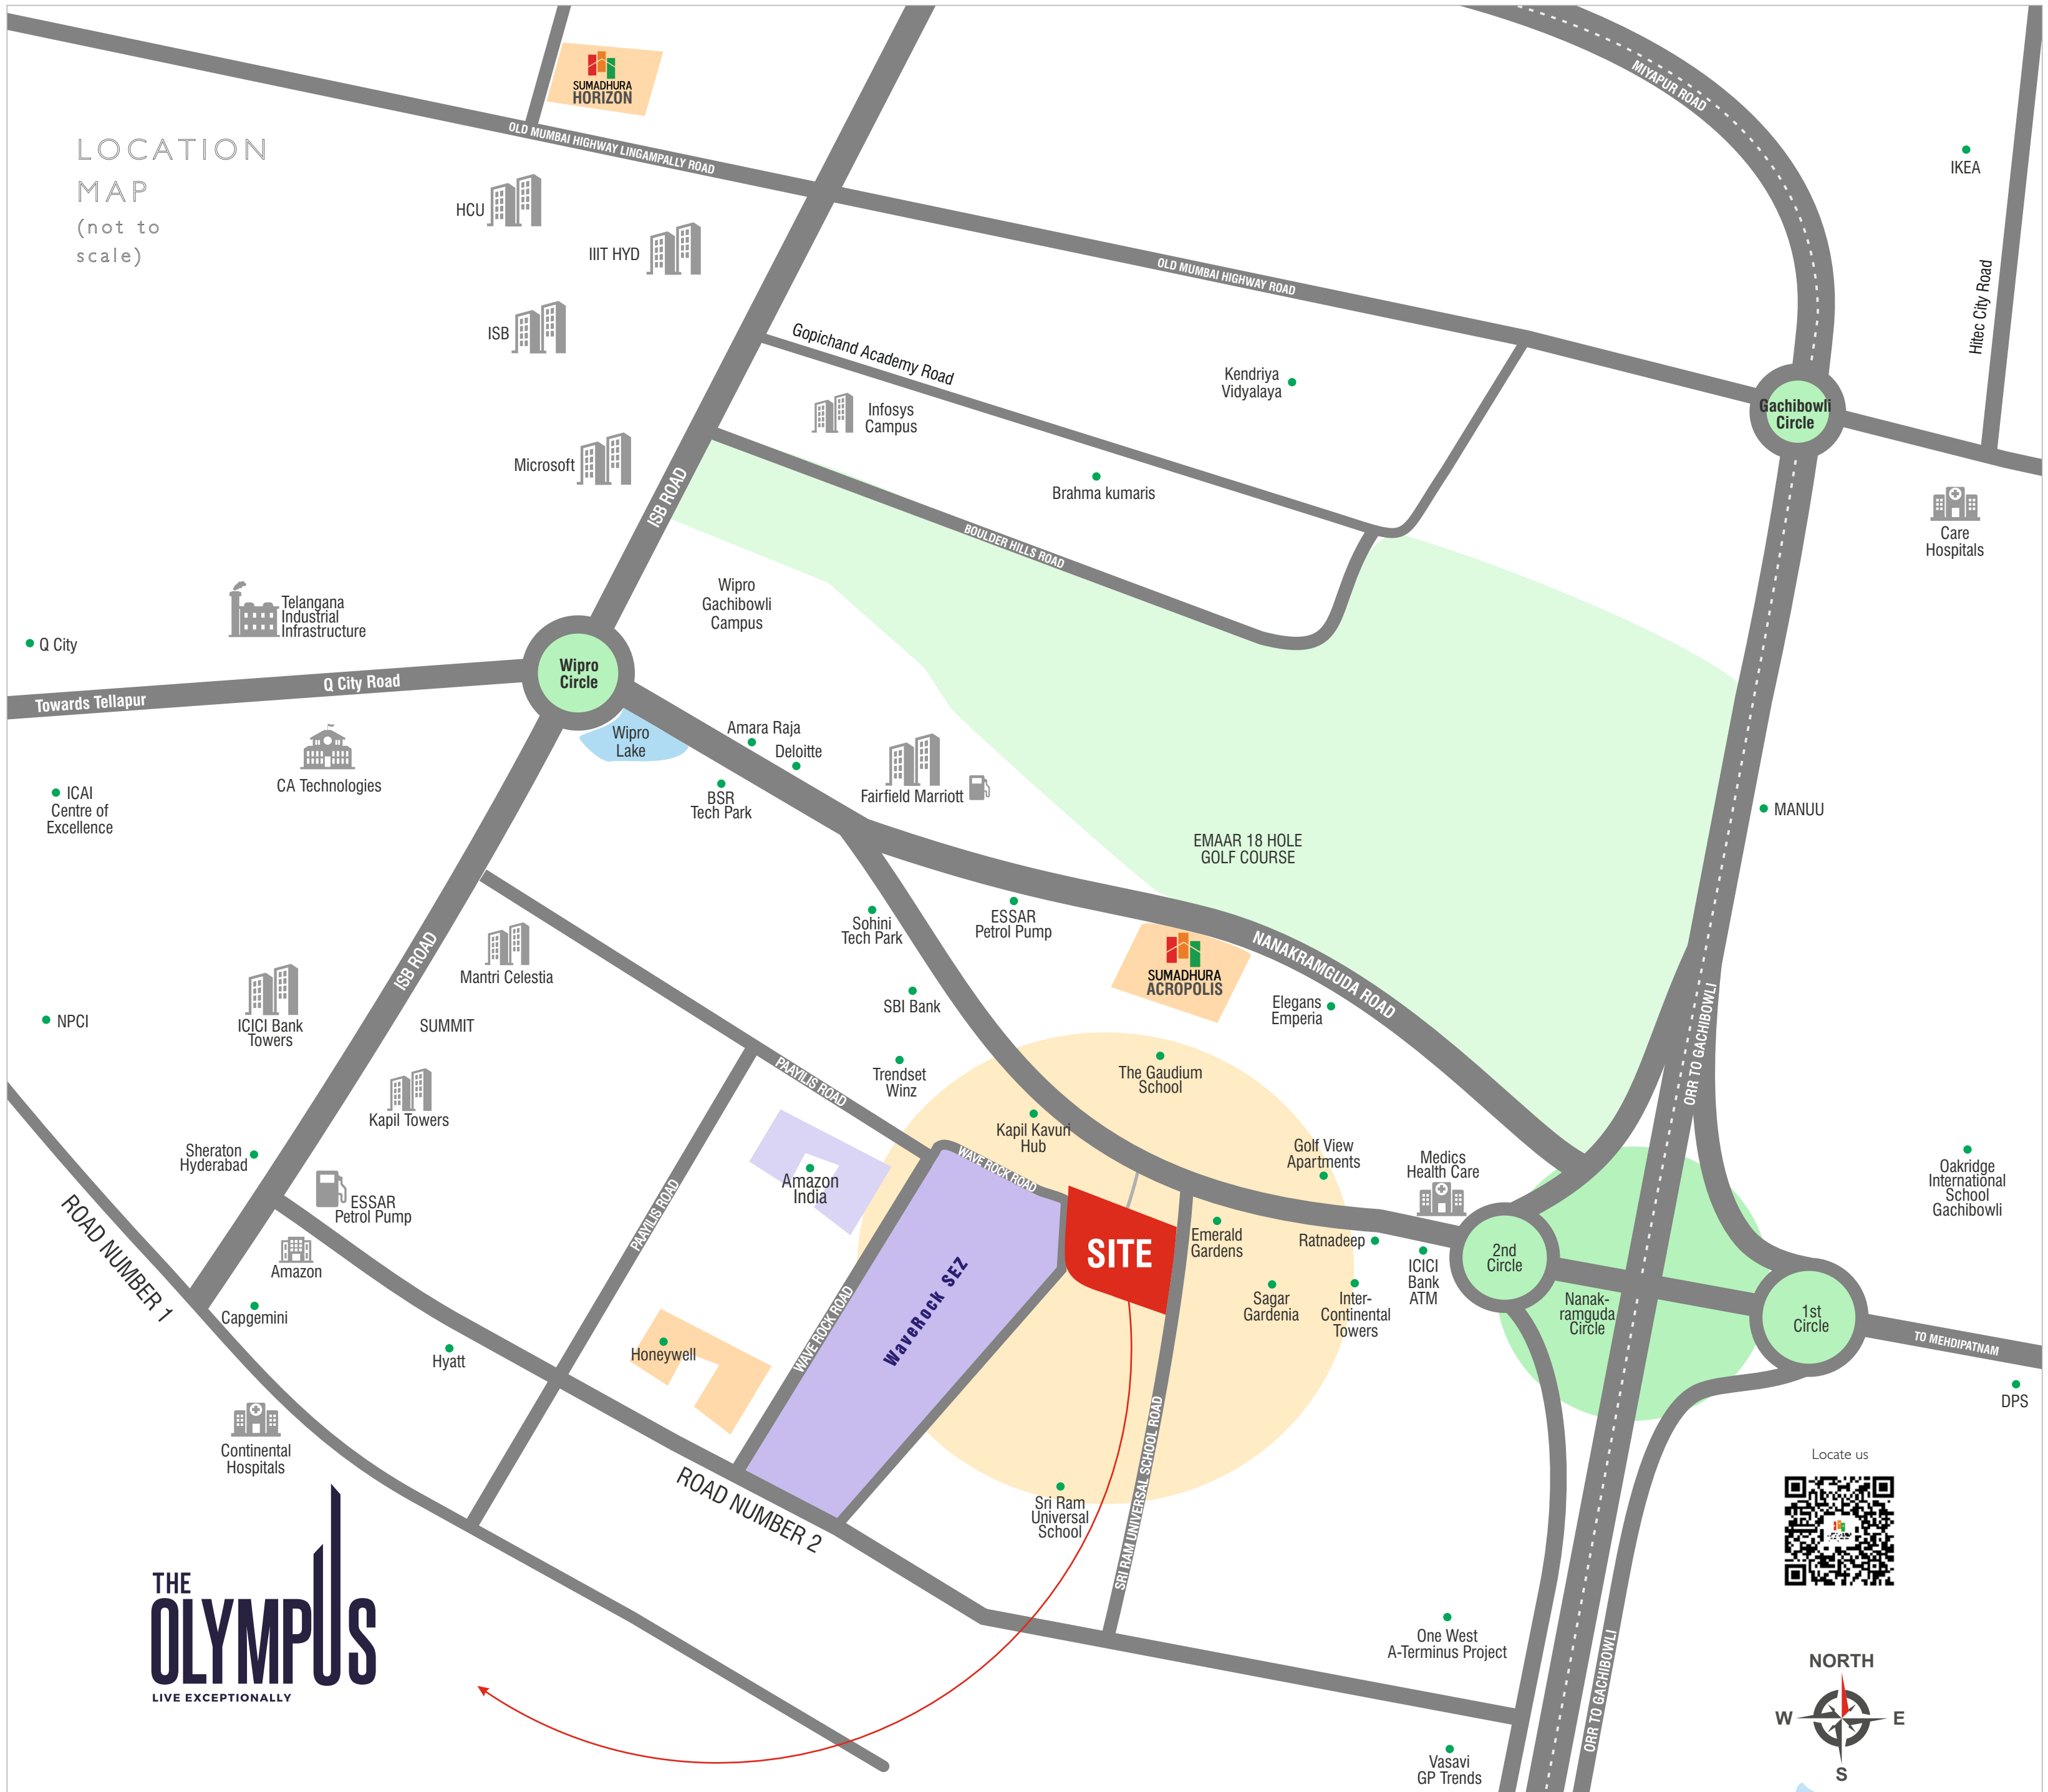 LOCATION
MAP
(not to
scale)
SUMADHURA
HORIZON
OLD MUMBAI HIGHWAY LINGAMPALLY ROAD
MIYAPUR ROAD
IKEA
HCU
IIIT HYD
OLD MUMBAI HIGHWAY ROAD
Hitec City Road
ISB
Gopichand Academy Road
Kendriya
Vidyalaya
Gachibowli
Circle
Infosys
Campus
Microsoft
ISB ROAD
Brahma kumaris
BOULDER HILLS ROAD
Care
Hospitals
Wipro
Gachibowli
Campus
Telangana
Industrial
Infrastructure
Q City
Wipro
Circle
Q City Road
Towards Tellapur
Wipro
Lake
Amara Raja
Deloitte
CA Technologies
BSR
Tech Park
Fairfield Marriott
ICAI
Centre of
Excellence
MANUU
EMAAR 18 HOLE
GOLF COURSE
Sohini
Tech Park
ESSAR
Petrol Pump
NANAKRAMGUDA ROAD
ISB ROAD
Mantri Celestia
SUMADHURA
ACROPOLIS
SBI Bank
Elegans
Emperia
NPCI
ICICI Bank
Towers
SUMMIT
ORR TO GACHIBOWLI
PAAYILIS ROAD
Trendset
Winz
The Gaudium
School
Kapil Towers
Kapil Kavuri
Hub
Golf View
Apartments
Medics
Health Care
Sheraton
Hyderabad
WAVE ROCK ROAD
Amazon
India
Oakridge
International
School
Gachibowli
ESSAR
Petrol Pump
PAAYILIS ROAD
ROAD NUMBER 1
SITE
Emerald
Gardens
Ratnadeep
2nd
Circle
ICICI
Bank
ATM
Amazon
Capgemini
WaveRock SEZ
Sagar
Gardenia
Inter-
Continental
Towers
Nanak-
ramguda
Circle
1st
Circle
TO MEHDIPATNAM
WAVE ROCK ROAD
Hyatt
Honeywell
DPS
Continental
Hospitals
ROAD NUMBER 2
Sri Ram
Universal
School
SRI RAM UNIVERSAL SCHOOL ROAD
Locate us
THE
OLYMPUS
LIVE EXCEPTIONALLY
One West
A-Terminus Project
ORR TO GACHIBOWLI
NORTH
W
E
S
Vasavi
GP Trends